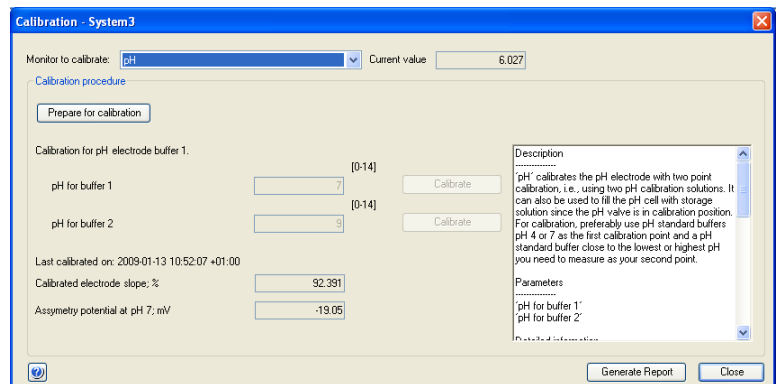 Calibration - System3
Monitor to calibrate: pH Current value 6.027
Calibration procedure
Prepare for calibration
Calibration for pH electrode buffer 1.
[0-14]
pH for buffer 1 7 Calibrate
[0-14]
pH for buffer 2 9 Calibrate
Last calibrated on: 2009-01-13 10:52:07 +01:00
Calibrated electrode slope; % 92.391
Assymetry potential at pH 7; mV -19.05
Description
---------------
'pH' calibrates the pH electrode with two point
calibration, i.e., using two pH calibration solutions. It
can also be used to fill the pH cell with storage
solution since the pH valve is in calibration position.
For calibration, preferably use pH standard buffers
pH 4 or 7 as the first calibration point and a pH
standard buffer close to the lowest or highest pH
you need to measure as your second point.
Parameters
---------------
'pH for buffer 1'
'pH for buffer 2'
Detailed information
Generate Report Close